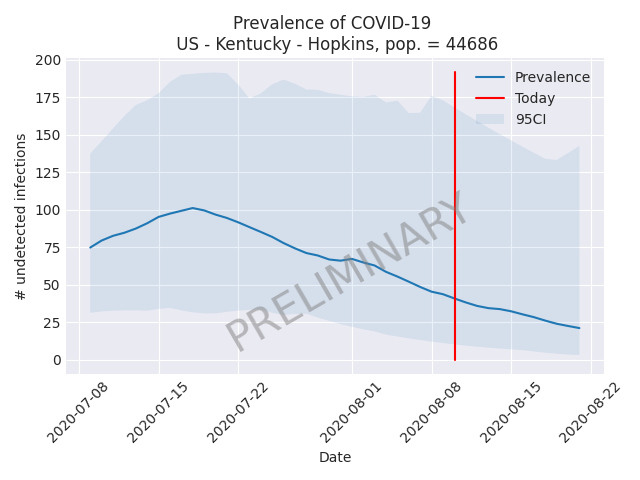 Prevalence of COVID-19
US - Kentucky - Hopkins, pop. = 44686
200
175
150
125
100
75
50
25
0
# undetected infections
Prevalence
Today
95CI
PRELIMINARY
2020-07-08
2020-07-15
2020-07-22
2020-08-01
2020-08-08
2020-08-15
2020-08-22
Date